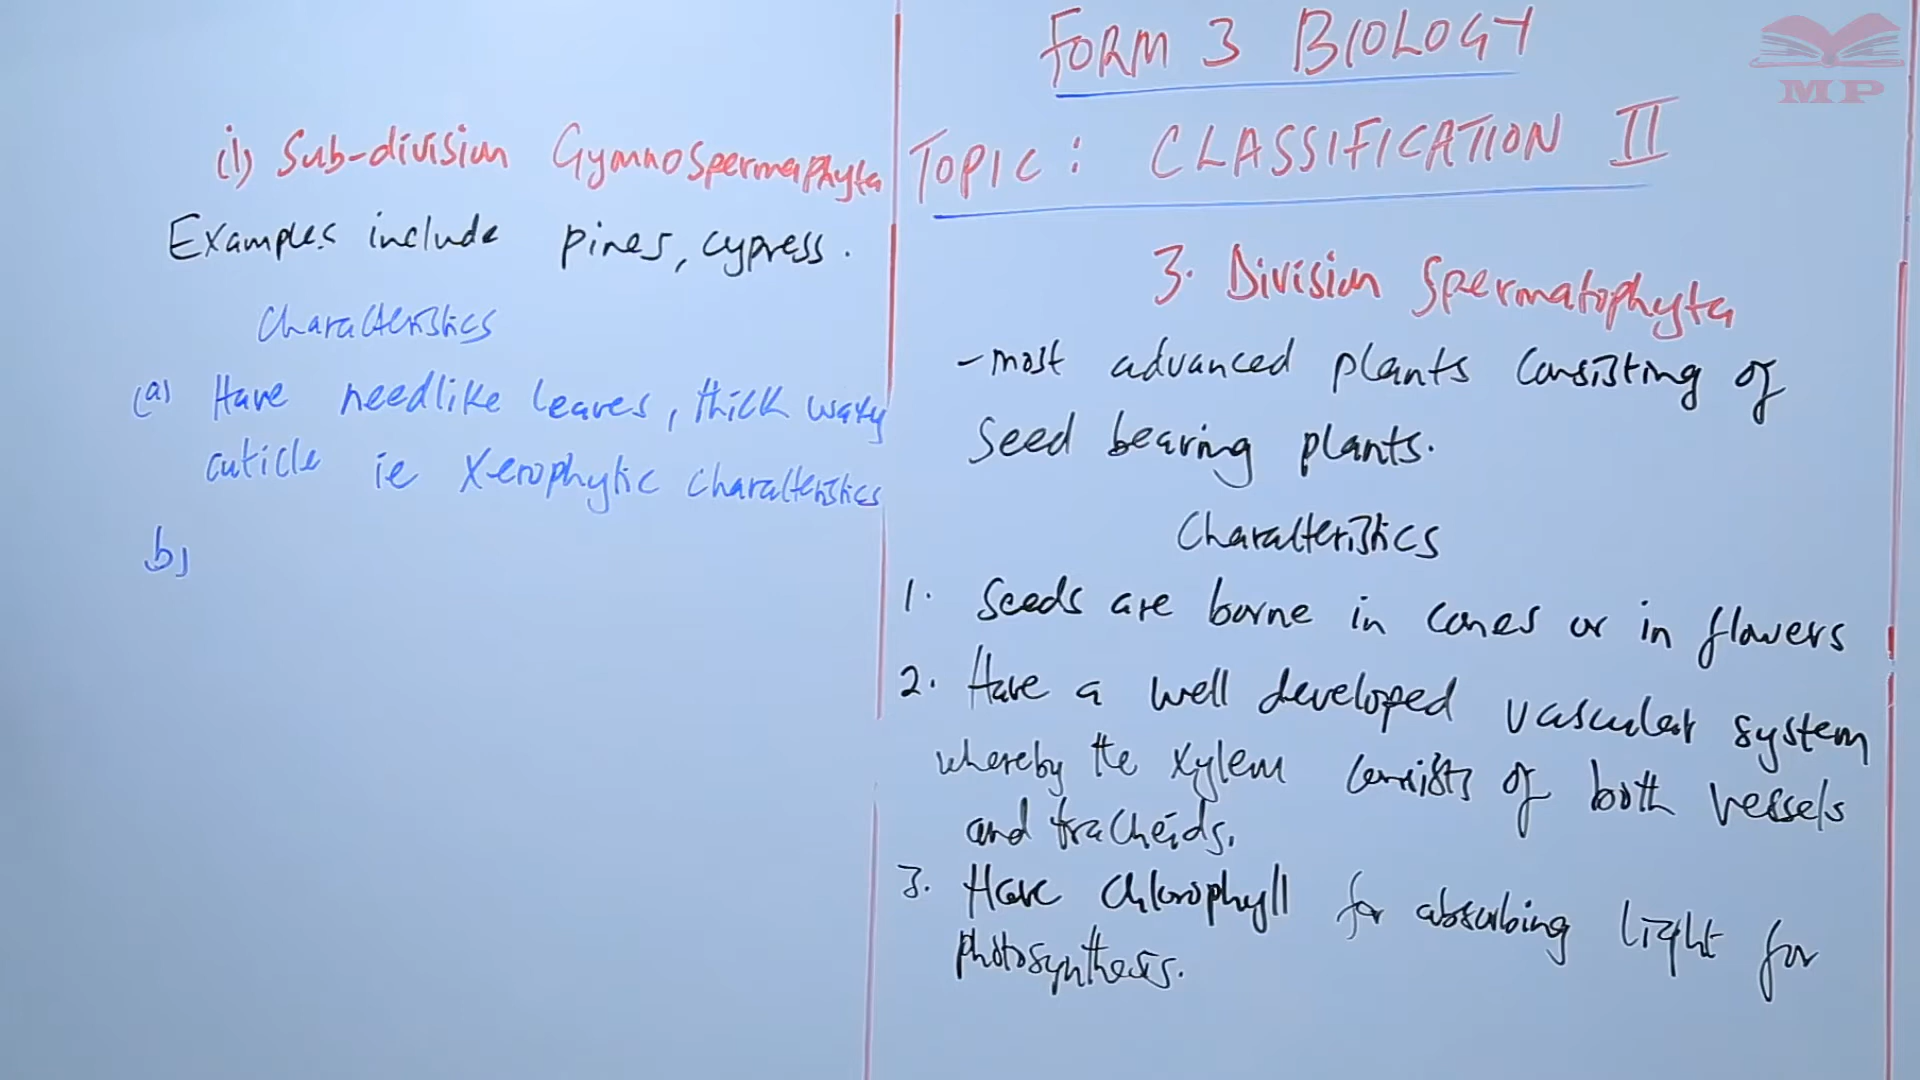 FORM 3 BIOLOGY
TOPIC: CLASSIFICATION II
3. Division Spermatophyta
- most advanced plants consisting of
seed bearing plants.
Characteristics
1. Seeds are borne in cones or in flowers
2. Have a well developed vascular system
whereby the xylem consists of both vessels
and tracheids.
3. Have chlorophyll for absorbing light for
photosynthesis.
(i) Sub-division Gymnospermaphyta
Examples include pines, cypress.
Characteristics
(a) Have needlike leaves, thick waxy
cuticle ie Xerophytic characteristics
b)
MP